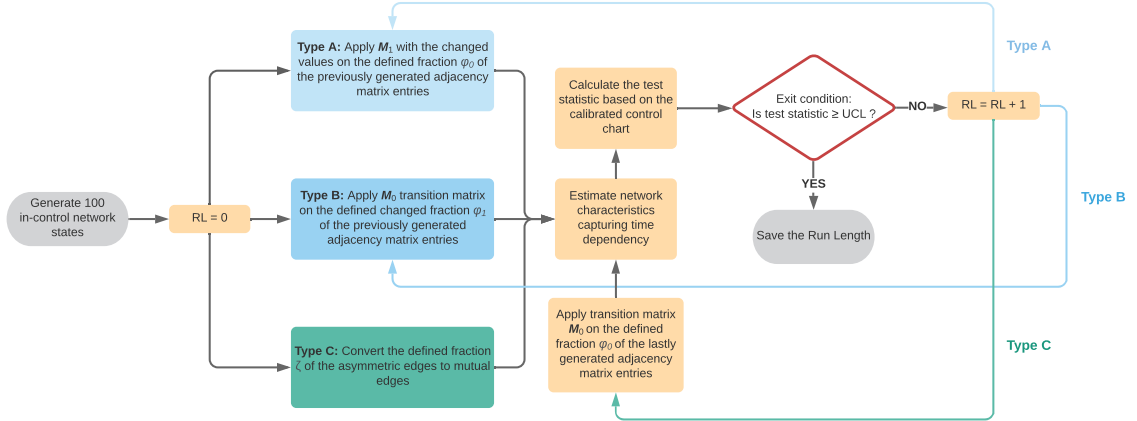 Generate 100
in-control network
states
RL = 0
Type A: Apply M1 with the changed
values on the defined fraction φ0 of
the previously generated adjacency
matrix entries
Type B: Apply M0 transition matrix
on the defined changed fraction φ1
of the previously generated
adjacency matrix entries
Type C: Convert the defined fraction
ζ of the asymmetric edges to mutual
edges
Calculate the test
statistic based on the
calibrated control
chart
Estimate network
characteristics
capturing time
dependency
Apply transition matrix
M0 on the defined
fraction φ0 of the lastly
generated adjacency
matrix entries
Exit condition:
Is test statistic ≥ UCL ?
NO
YES
Save the Run Length
RL = RL + 1
Type A
Type B
Type C